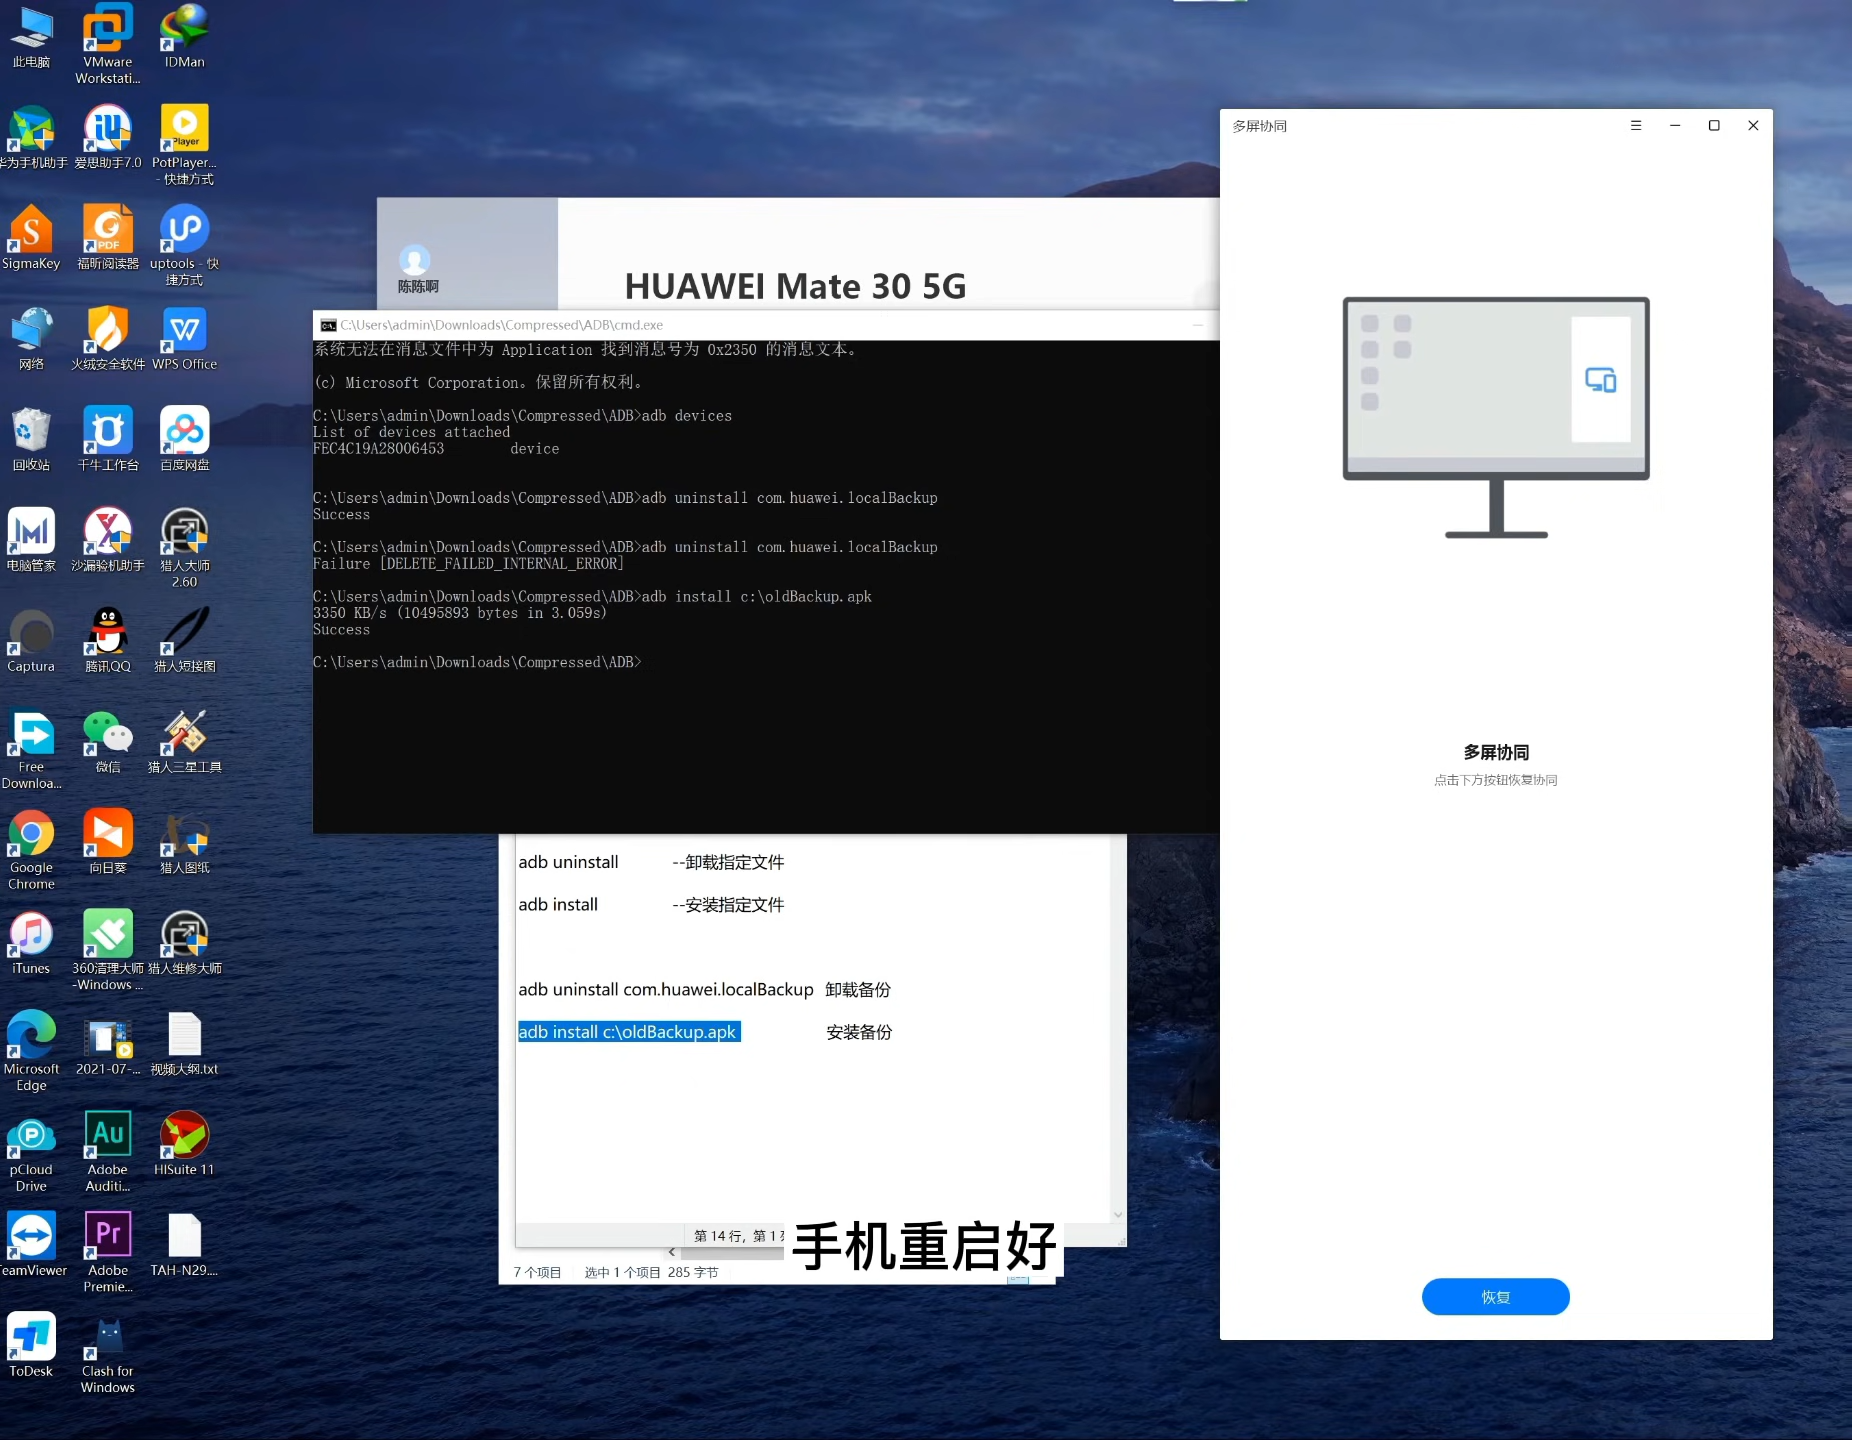 此电脑
VMware Workstati...
IDMan
华为手机助手
爱思助手7.0
PotPlayer... - 快捷方式
SigmaKey
福昕阅读器
uptools - 快捷方式
网络
火绒安全软件
WPS Office
回收站
千牛工作台
百度网盘
电脑管家
沙漏验机助手
猎人大师 2.60
Captura
腾讯QQ
猎人短接图
Free Downloa...
微信
猎人三星工具
Google Chrome
向日葵
猎人图纸
iTunes
360清理大师 -Windows ...
猎人维修大师
Microsoft Edge
2021-07-...
视频大纲.txt
pCloud Drive
Adobe Auditi...
HISuite 11
TeamViewer
Adobe Premie...
TAH-N29....
ToDesk
Clash for Windows
陈陈啊
HUAWEI Mate 30 5G
C:\Users\admin\Downloads\Compressed\ADB\cmd.exe
系统无法在消息文件中为 Application 找到消息号为 0x2350 的消息文本。
(c) Microsoft Corporation。保留所有权利。
C:\Users\admin\Downloads\Compressed\ADB>adb devices
List of devices attached
FEC4C19A28006453 device
C:\Users\admin\Downloads\Compressed\ADB>adb uninstall com.huawei.localBackup
Success
C:\Users\admin\Downloads\Compressed\ADB>adb uninstall com.huawei.localBackup
Failure [DELETE_FAILED_INTERNAL_ERROR]
C:\Users\admin\Downloads\Compressed\ADB>adb install c:\oldBackup.apk
3350 KB/s (10495893 bytes in 3.059s)
Success
C:\Users\admin\Downloads\Compressed\ADB>
adb uninstall --卸载指定文件
adb install --安装指定文件
adb uninstall com.huawei.localBackup 卸载备份
adb install c:\oldBackup.apk 安装备份
第 14 行，第 1
7 个项目 选中 1 个项目 285 字节
手机重启好
多屏协同
多屏协同
点击下方按钮恢复协同
恢复